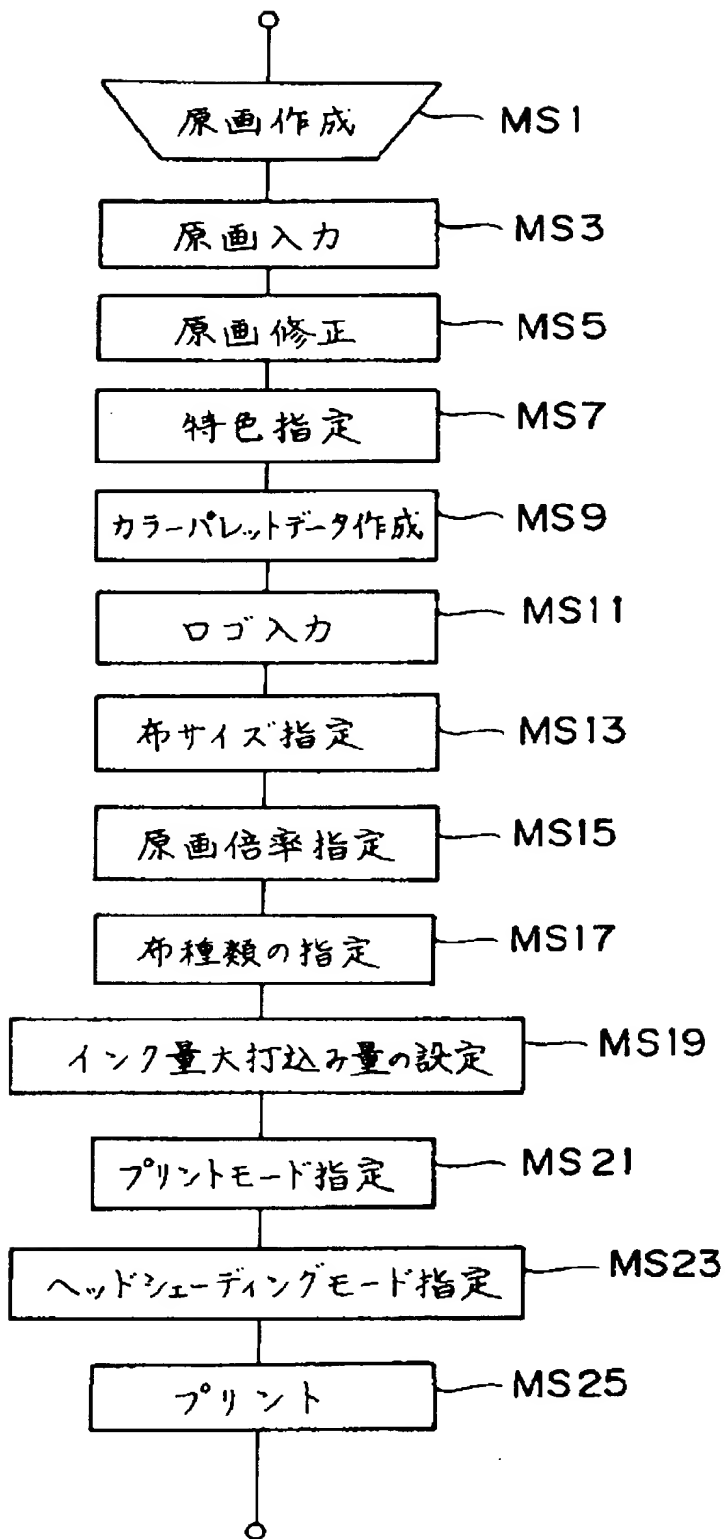 原画作成 MS1
原画入力 MS3
原画修正 MS5
特色指定 MS7
カラーパレットデータ作成 MS9
ロゴ入力 MS11
布サイズ指定 MS13
原画倍率指定 MS15
布種類の指定 MS17
インク量大打込み量の設定 MS19
プリントモード指定 MS21
ヘッドシェーディングモード指定 MS23
プリント MS25